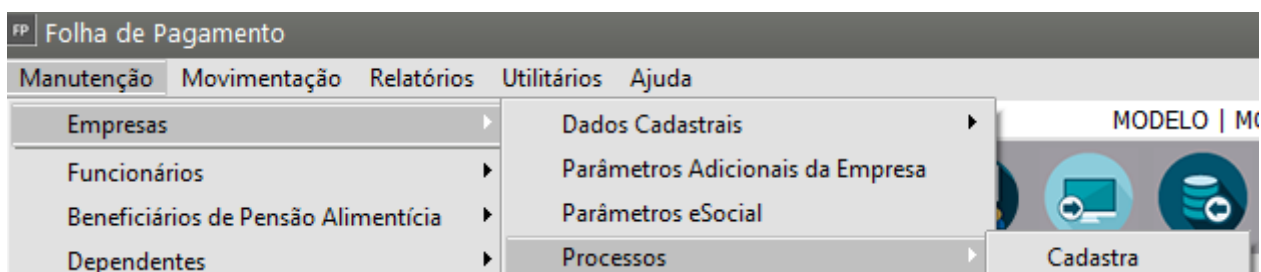 FP Folha de Pagamento
Manutenção Movimentação Relatórios Utilitários Ajuda
Empresas Dados Cadastrais MODELO |
Funcionários Parâmetros Adicionais da Empresa
Beneficiários de Pensão Alimentícia Parâmetros eSocial
Dependentes Processos Cadastra